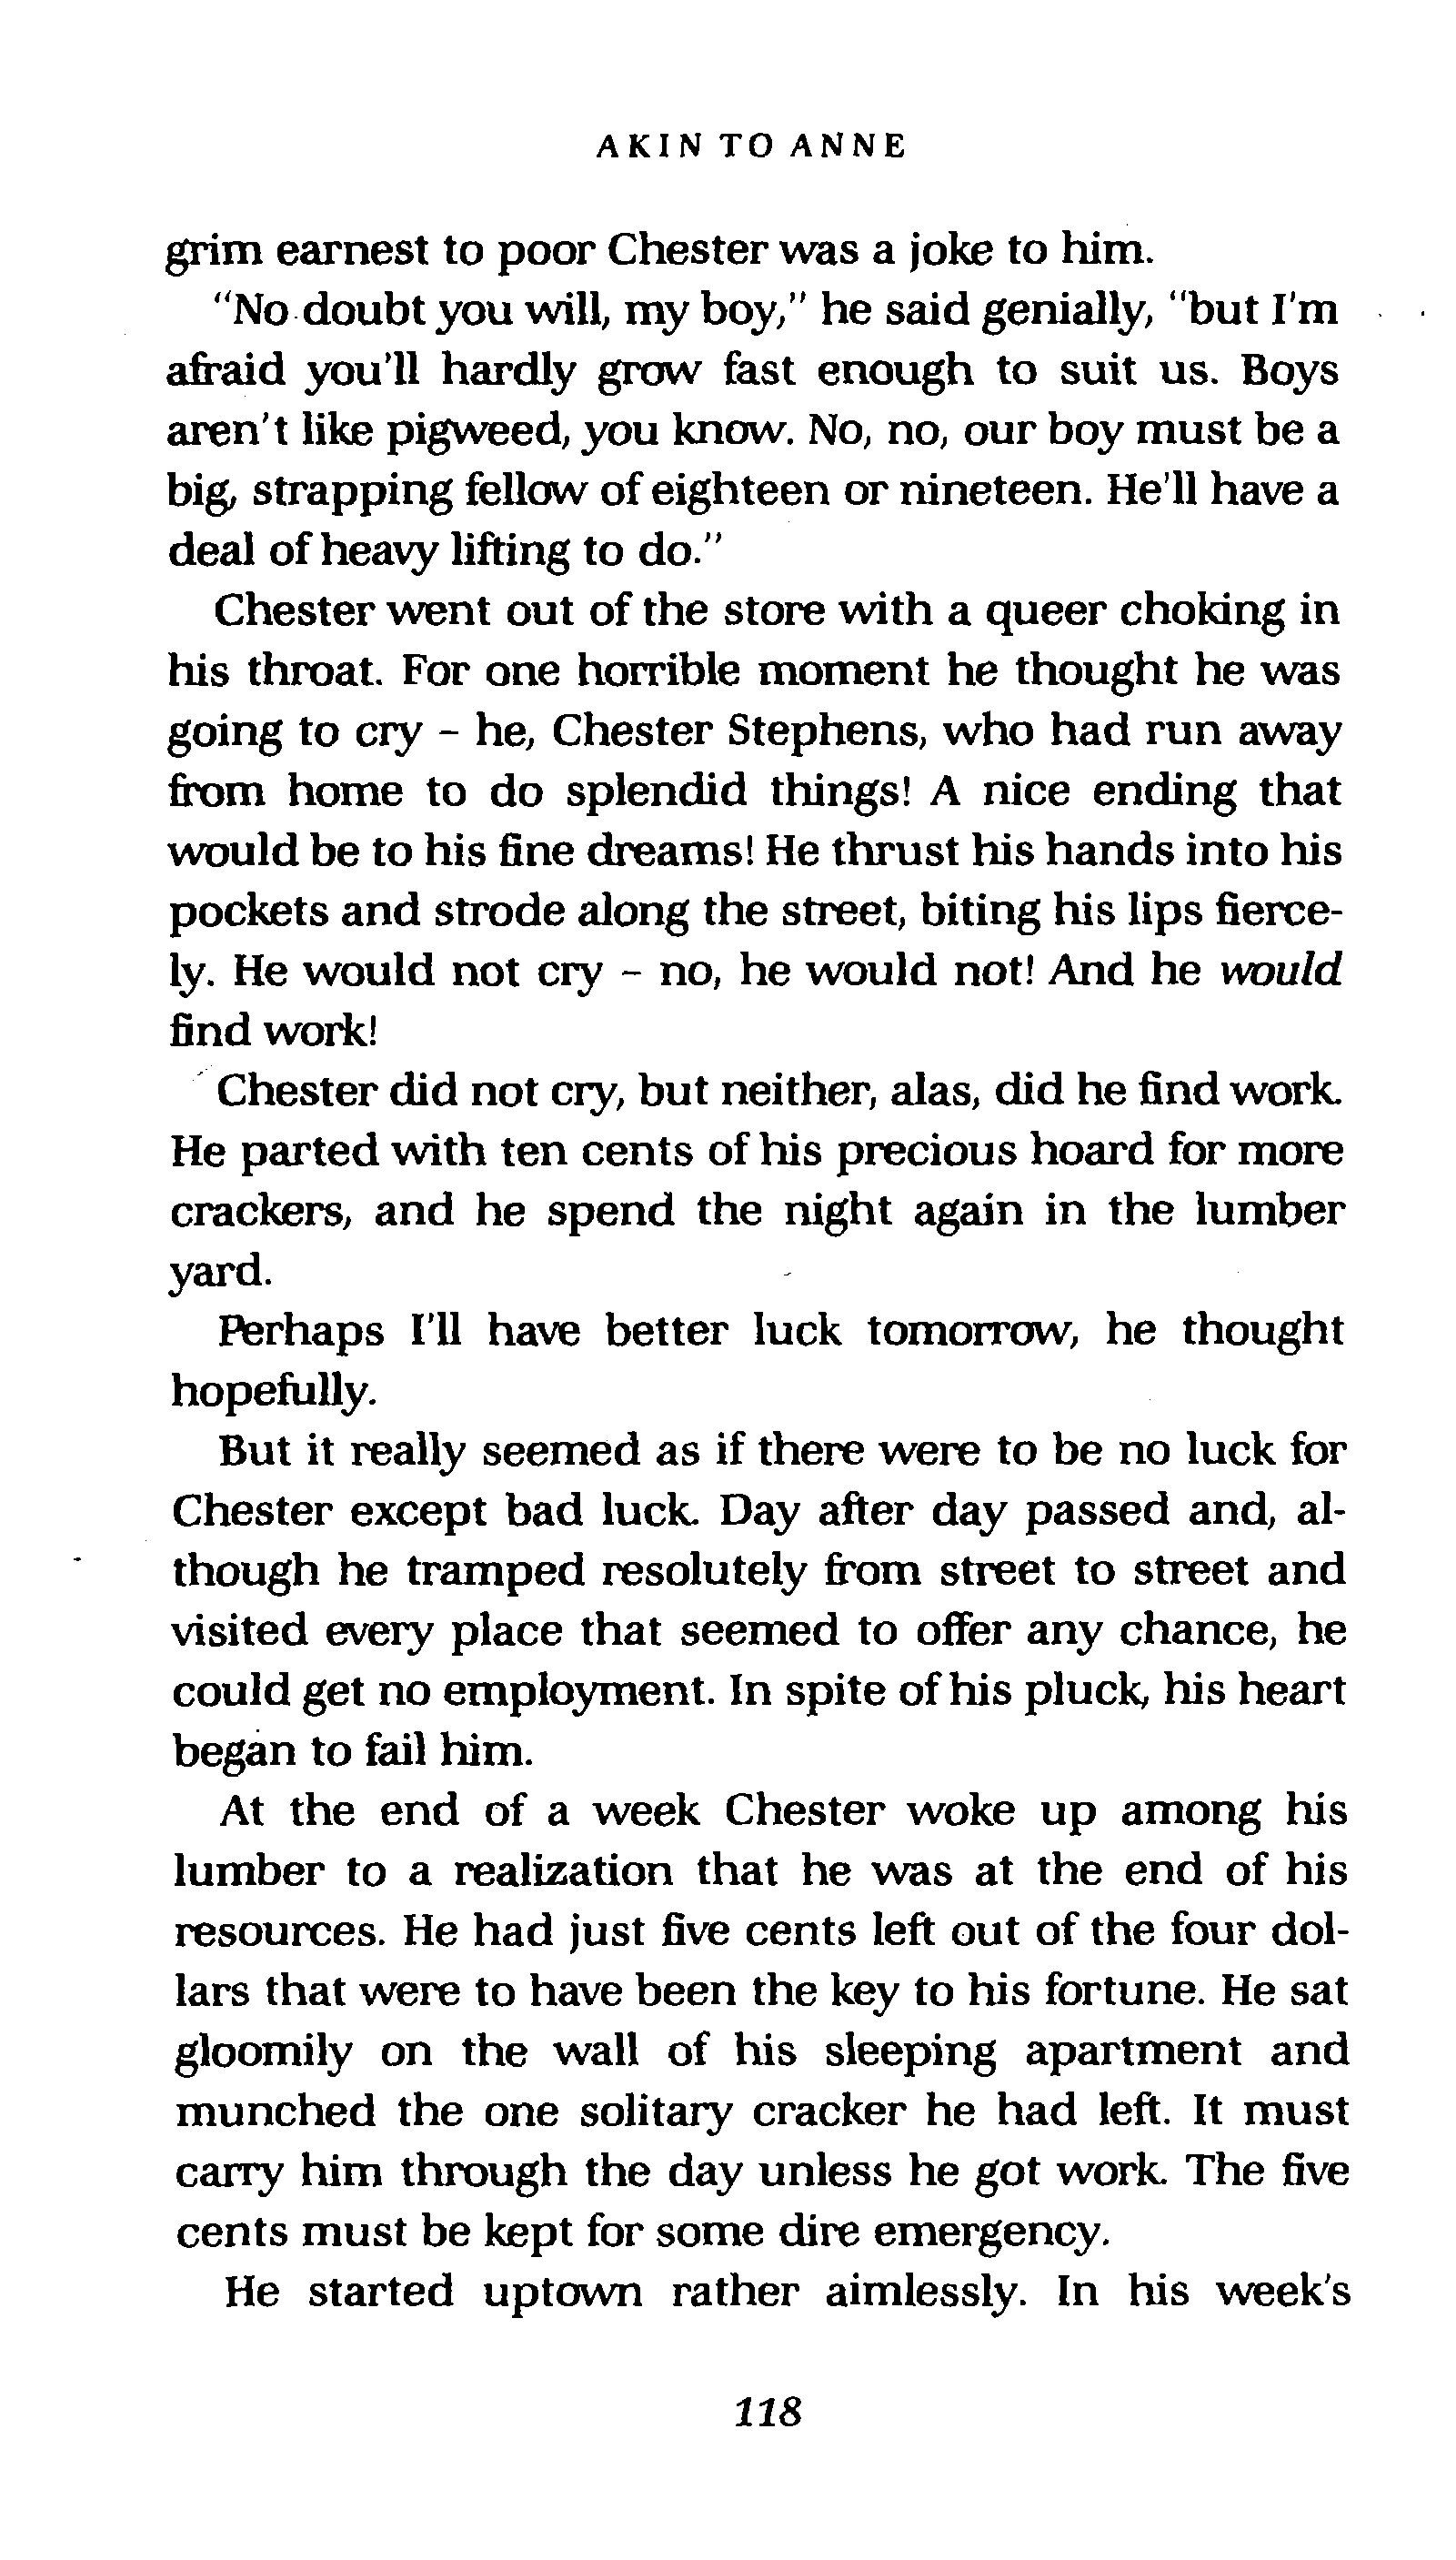 AKIN TO ANNE
grim earnest to poor Chester was a joke to him.
"No doubt you will, my boy," he said genially, "but I'm
afraid you'll hardly grow fast enough to suit us. Boys
aren't like pigweed, you know. No, no, our boy must be a
big, strapping fellow of eighteen or nineteen. He'll have a
deal of heavy lifting to do."
Chester went out of the store with a queer choking in
his throat. For one horrible moment he thought he was
going to cry – he, Chester Stephens, who had run away
from home to do splendid things! A nice ending that
would be to his fine dreams! He thrust his hands into his
pockets and strode along the street, biting his lips fierce-
ly. He would not cry – no, he would not! And he would
find work!
Chester did not cry, but neither, alas, did he find work.
He parted with ten cents of his precious hoard for more
crackers, and he spend the night again in the lumber
yard.
Perhaps I'll have better luck tomorrow, he thought
hopefully.
But it really seemed as if there were to be no luck for
Chester except bad luck. Day after day passed and, al-
though he tramped resolutely from street to street and
visited every place that seemed to offer any chance, he
could get no employment. In spite of his pluck, his heart
began to fail him.
At the end of a week Chester woke up among his
lumber to a realization that he was at the end of his
resources. He had just five cents left out of the four dol-
lars that were to have been the key to his fortune. He sat
gloomily on the wall of his sleeping apartment and
munched the one solitary cracker he had left. It must
carry him through the day unless he got work. The five
cents must be kept for some dire emergency.
He started uptown rather aimlessly. In his week's
118